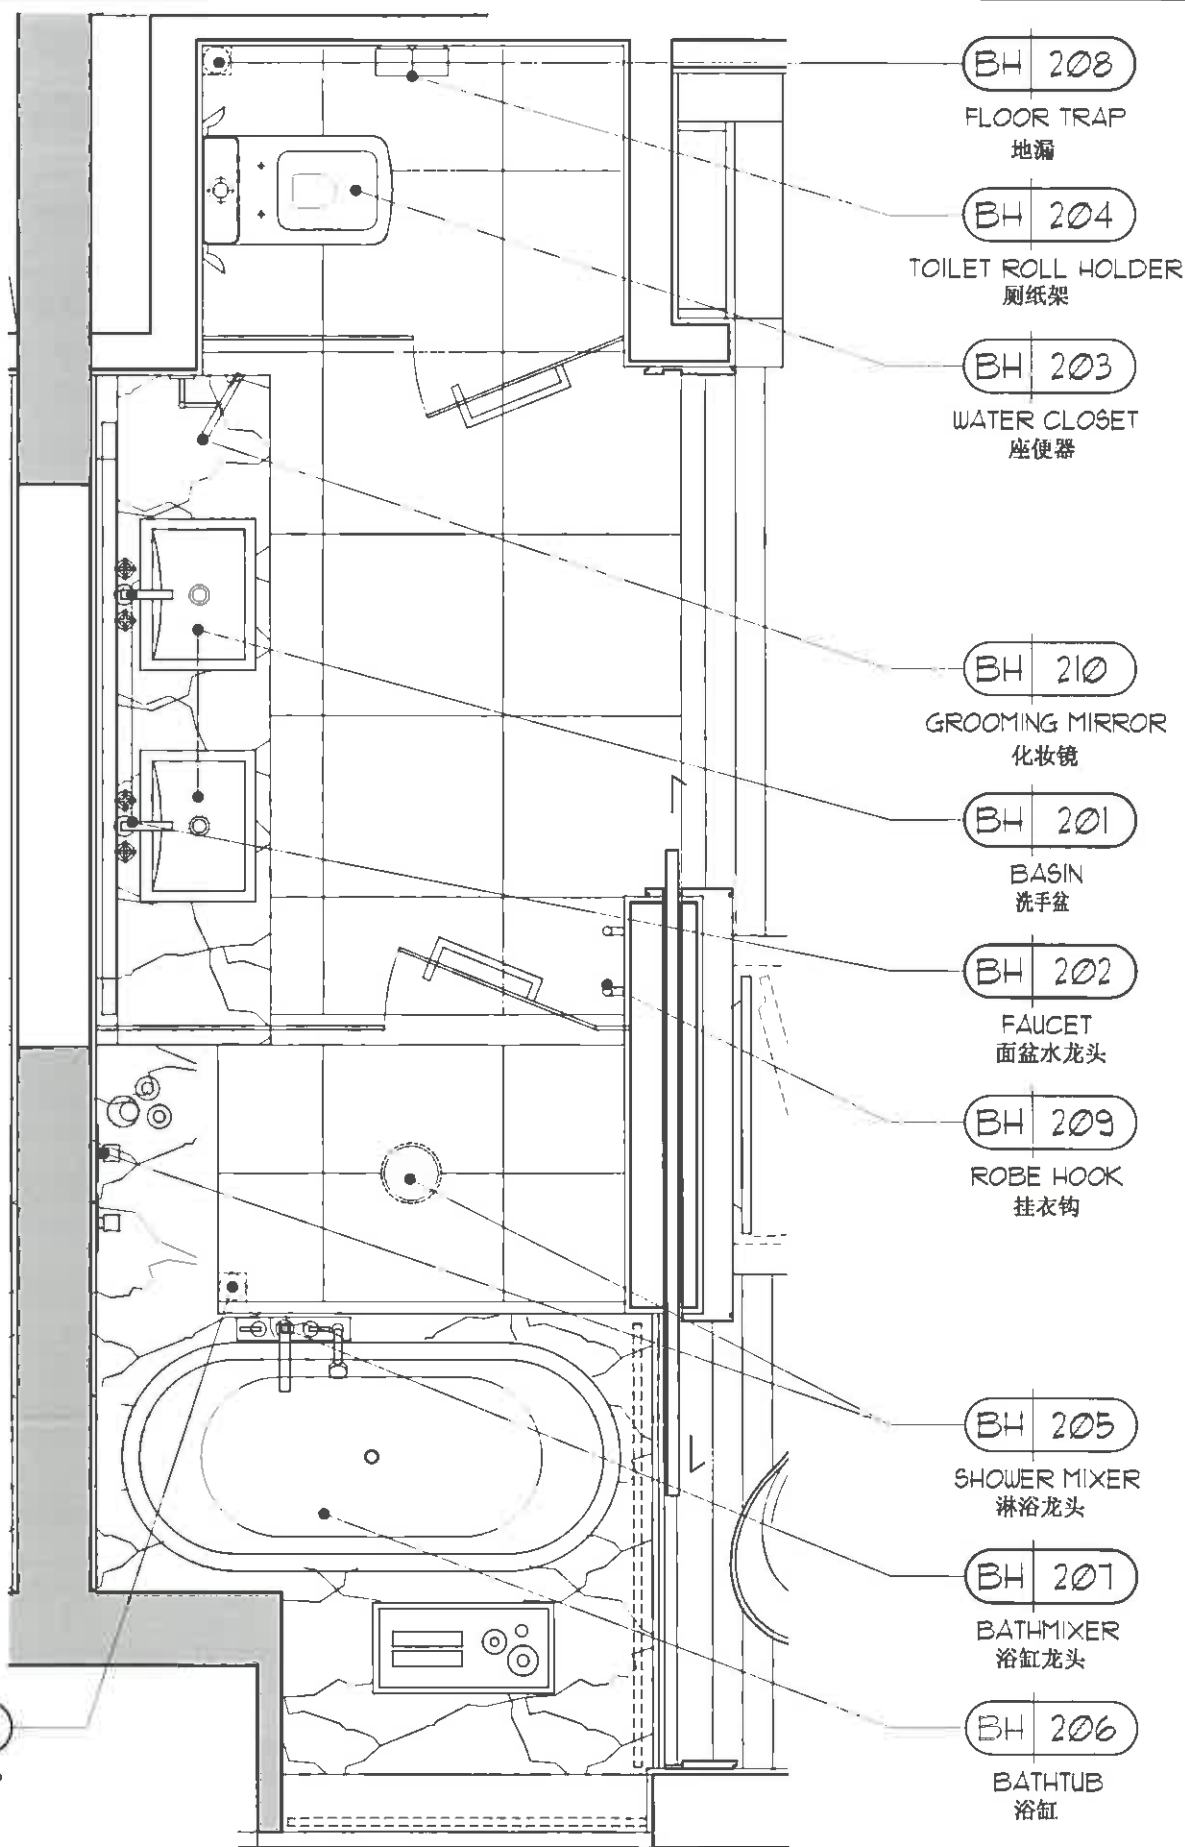 BH 208
FLOOR TRAP
地漏
BH 204
TOILET ROLL HOLDER
厕纸架
BH 203
WATER CLOSET
座便器
BH 210
GROOMING MIRROR
化妆镜
BH 201
BASIN
洗手盆
BH 202
FAUCET
面盆水龙头
BH 209
ROBE HOOK
挂衣钩
BH 205
SHOWER MIXER
淋浴龙头
BH 207
BATHMIXER
浴缸龙头
BH 206
BATHTUB
浴缸